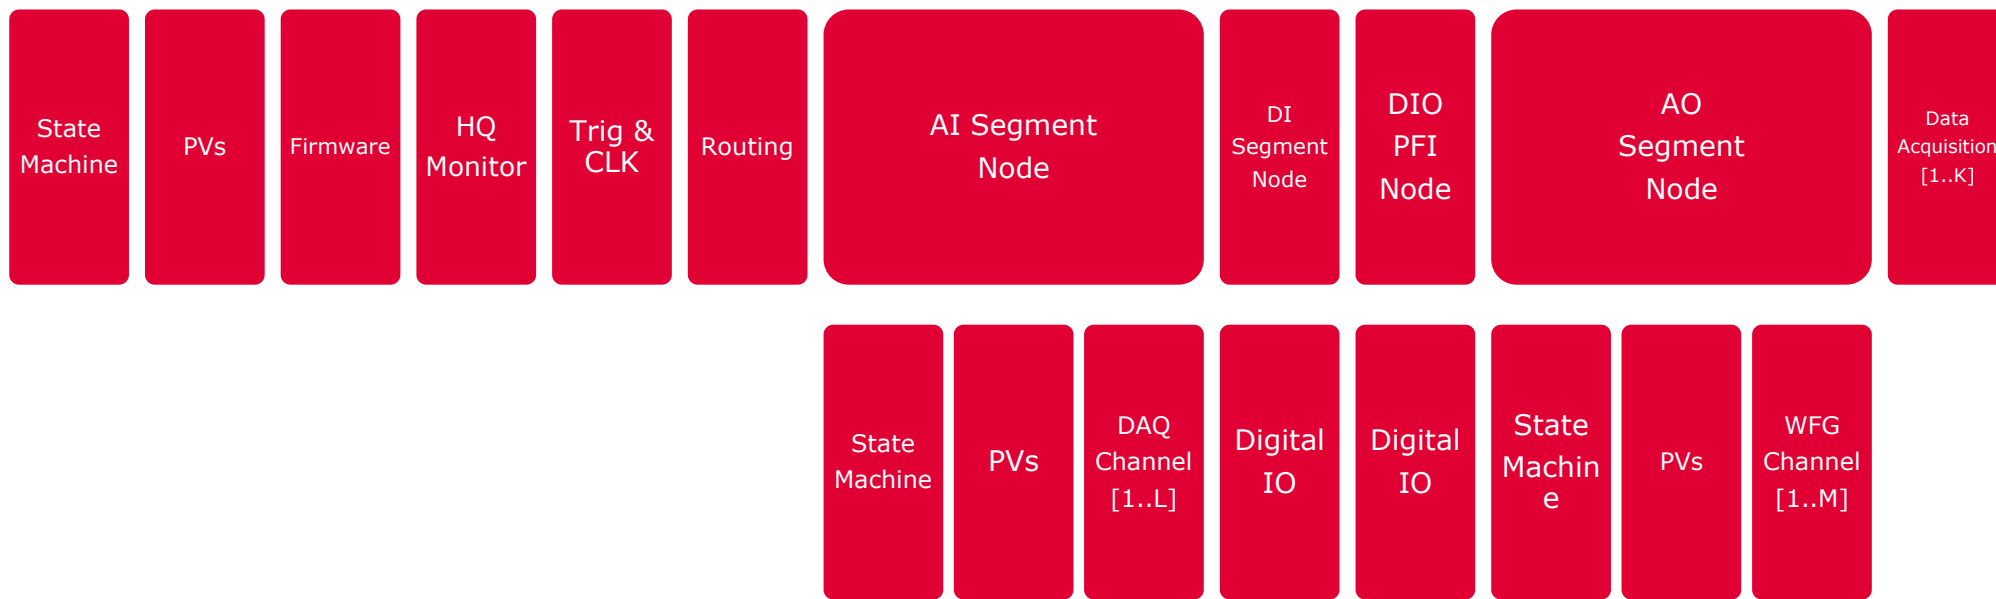 State
Machine
PVs
Firmware
HQ
Monitor
Trig &
CLK
Routing
AI Segment
Node
DI
Segment
Node
DIO
PFI
Node
AO
Segment
Node
Data
Acquisition
[1..K]
State
Machine
PVs
DAQ
Channel
[1..L]
Digital
IO
Digital
IO
State
Machin
e
PVs
WFG
Channel
[1..M]